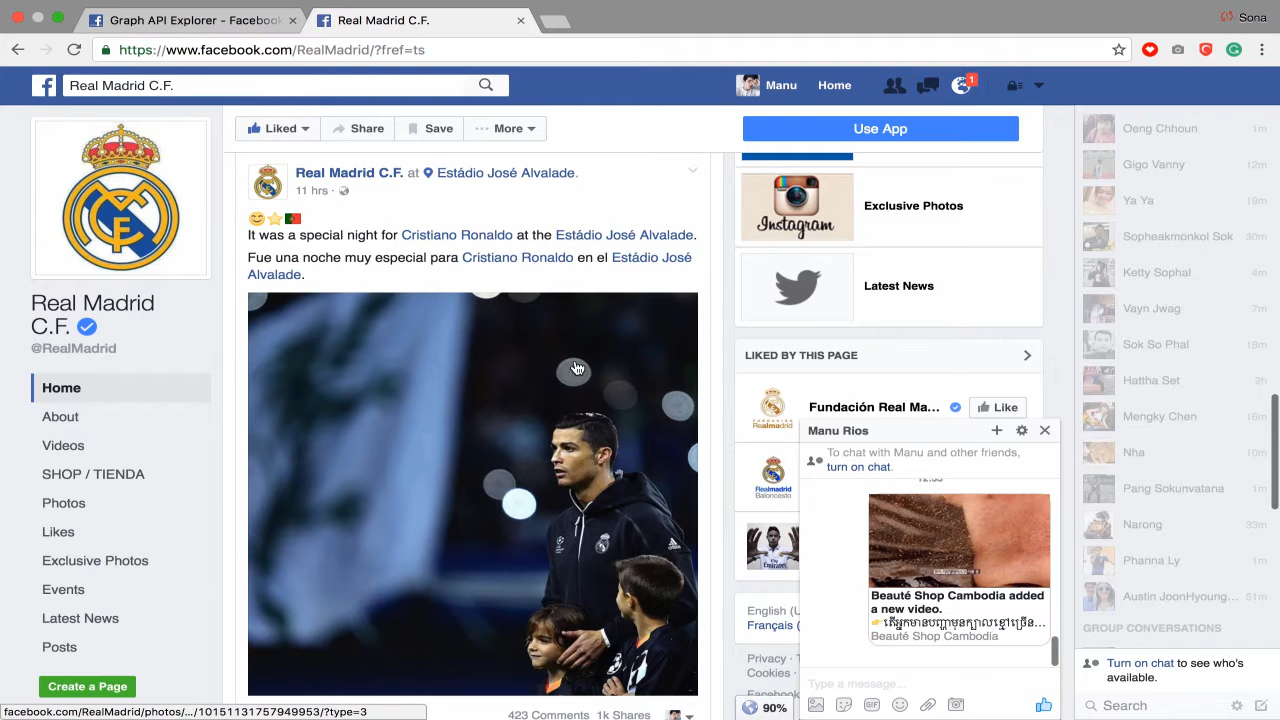 Graph API Explorer - Facebook
Real Madrid C.F.
Sona
https://www.facebook.com/RealMadrid/?fref=ts
Real Madrid C.F.
Manu
Home
1
Liked
Share
Save
More
Use App
Real Madrid C.F. at Estádio José Alvalade.
11 hrs ·
It was a special night for Cristiano Ronaldo at the Estádio José Alvalade.
Fue una noche muy especial para Cristiano Ronaldo en el Estádio José
Alvalade.
423 Comments 1k Shares
Real Madrid
C.F.
@RealMadrid
Home
About
Videos
SHOP / TIENDA
Photos
Likes
Exclusive Photos
Events
Latest News
Posts
Create a Page
facebook.com/RealMadrid/photos/.../10151131757949953/?type=3
Instagram
Exclusive Photos
Latest News
LIKED BY THIS PAGE
Fundación Real Ma...
Like
Realmadrid
Baloncesto
English (U
Français (
Privacy ·
Cookies ·
Facebook
90%
Manu Rios
To chat with Manu and other friends,
turn on chat.
Beauté Shop Cambodia added
a new video.
Beauté Shop Cambodia
Type a message...
GIF
Oeng Chhoun
Gigo Vanny 12m
Ya Ya 19m
Sopheakmonkol Sok 30m
Ketty Sophal 4m
Vayn Jwag 7m
Sok So Phal 18m
Hattha Set 2h
Mengky Chen 16m
Nha 10m
Pang Sokunvatana 1m
Narong 33m
Phanna Ly 1m
Austin JoonHyoung... 51m
GROUP CONVERSATIONS
Turn on chat to see who's
available.
Search